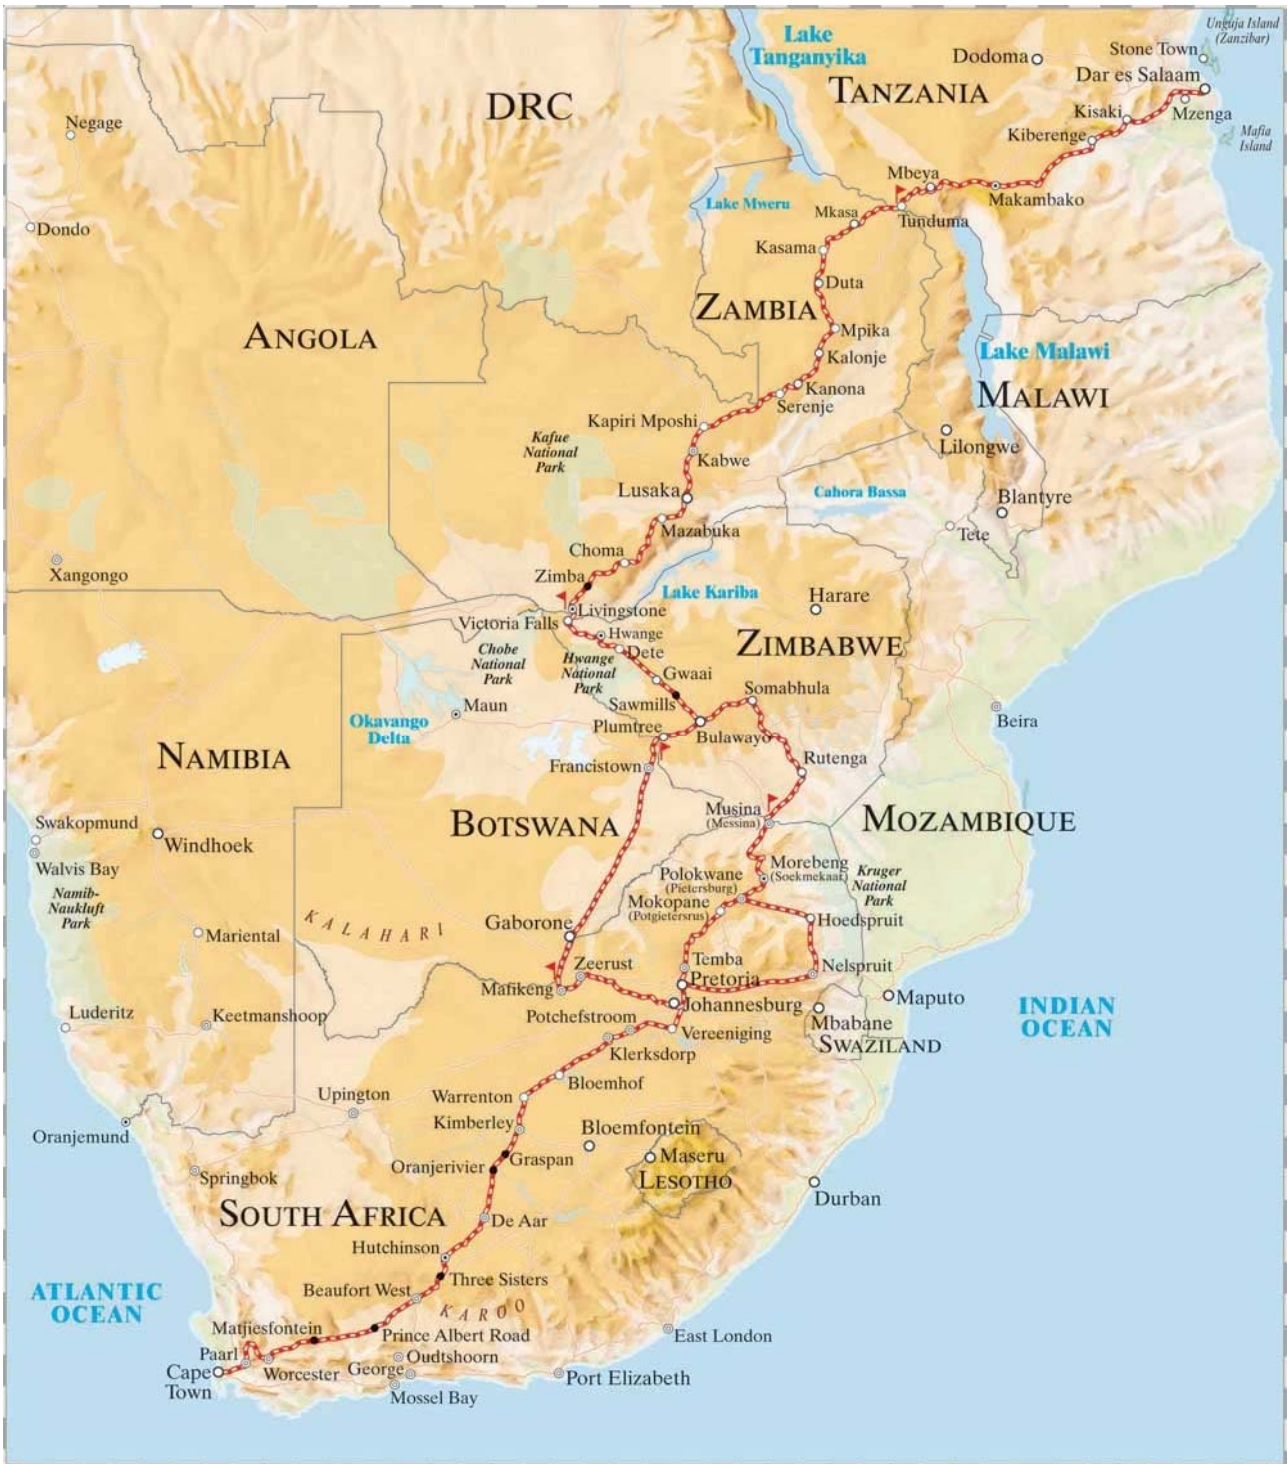 Lake
Tanganyika
Dodoma
Unguja Island
(Zanzibar)
Stone Town
Dar es Salaam
TANZANIA
DRC
Negage
Kisaki
Mzenga
Kiberenge
Mafia
Island
Mbeya
Makambako
Lake Mweru
Mkasa
Tunduma
Dondo
Kasama
Duta
ZAMBIA
Mpika
ANGOLA
Kalonje
Lake Malawi
Kanona
Serenje
MALAWI
Kapiri Mposhi
Kafue
National
Park
Kabwe
Lilongwe
Lusaka
Cahora Bassa
Blantyre
Mazabuka
Tete
Choma
Xangongo
Zimba
Lake Kariba
Harare
Livingstone
Victoria Falls
Hwange
Dete
ZIMBABWE
Chobe
National
Park
Hwange
National
Park
Gwaai
Somabhula
Sawmills
Maun
Okavango
Delta
Plumtree
Bulawayo
Beira
NAMIBIA
Francistown
Rutenga
Musina
(Messina)
BOTSWANA
MOZAMBIQUE
Swakopmund
Windhoek
Walvis Bay
Namib-
Naukluft
Park
Polokwane
(Pietersburg)
Morebeng
(Soekmekaar)
Kruger
National
Park
Mokopane
(Potgietersrus)
Hoedspruit
KALAHARI
Gaborone
Mariental
Zeerust
Temba
Nelspruit
Mafikeng
Pretoria
Johannesburg
Maputo
INDIAN
OCEAN
Luderitz
Keetmanshoop
Potchefstroom
Vereeniging
Mbabane
SWAZILAND
Klerksdorp
Bloemhof
Upington
Warrenton
Kimberley
Oranjemund
Bloemfontein
Graspan
Oranjerivier
Maseru
LESOTHO
Springbok
Durban
SOUTH AFRICA
De Aar
Hutchinson
Three Sisters
Beaufort West
ATLANTIC
OCEAN
KAROO
Matjiesfontein
Prince Albert Road
East London
Paarl
Worcester
Oudtshoorn
George
Cape
Town
Port Elizabeth
Mossel Bay